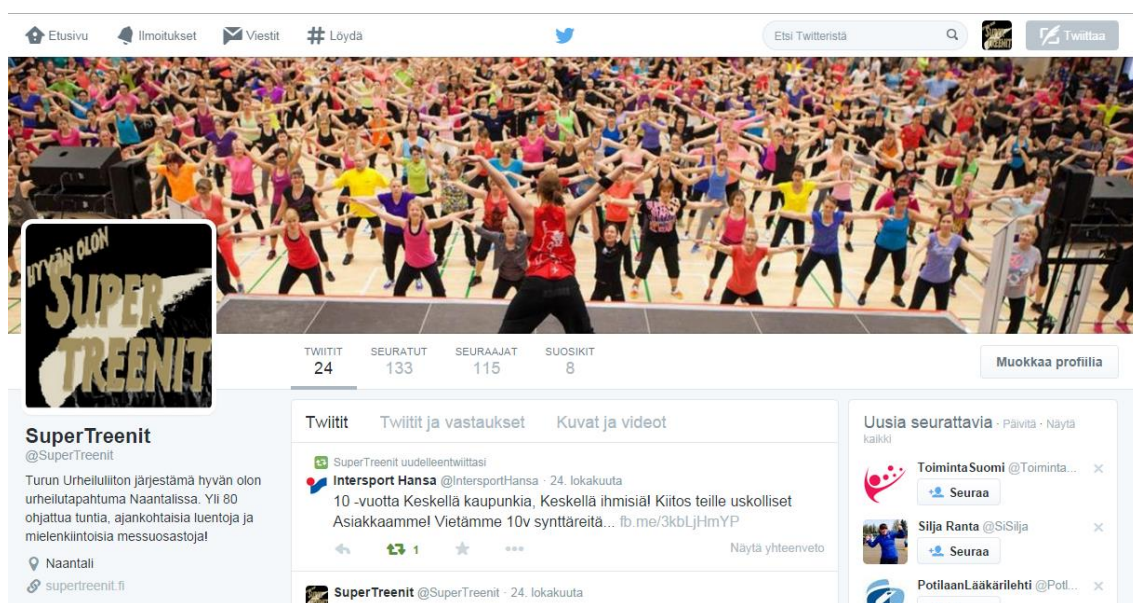 Etusivu Ilmoitukset Viestit Löydä
Etsi Twitteristä
Twiittaa
HYVÄN OLON
SUPER
TREENIT
TWIITIT SEURATUT SEURAAJAT SUOSIKIT
24 133 115 8
Muokkaa profiilia
SuperTreenit
@SuperTreenit
Turun Urheiluliiton järjestämä hyvän olon
urheilutapahtuma Naantalissa. Yli 80
ohjattua tuntia, ajankohtaisia luentoja ja
mielenkiintoisia messuosastoja!
Naantali
supertreenit.fi
Twiitit Twiitit ja vastaukset Kuvat ja videot
SuperTreenit uudelleentwiittasi
Intersport Hansa @IntersportHansa · 24. lokakuuta
10 -vuotta Keskellä kaupunkia, Keskellä ihmisiä! Kiitos teille uskolliset
Asiakkaamme! Vietämme 10v synttäreitä... fb.me/3kbLjHmYP
1
Näytä yhteenveto
SuperTreenit @SuperTreenit · 24. lokakuuta
Uusia seurattavia · Päivitä · Näytä
kaikki
ToimintaSuomi @Toiminta...
Seuraa
Silja Ranta @SiSilja
Seuraa
PotilaanLääkärilehti @Potl...